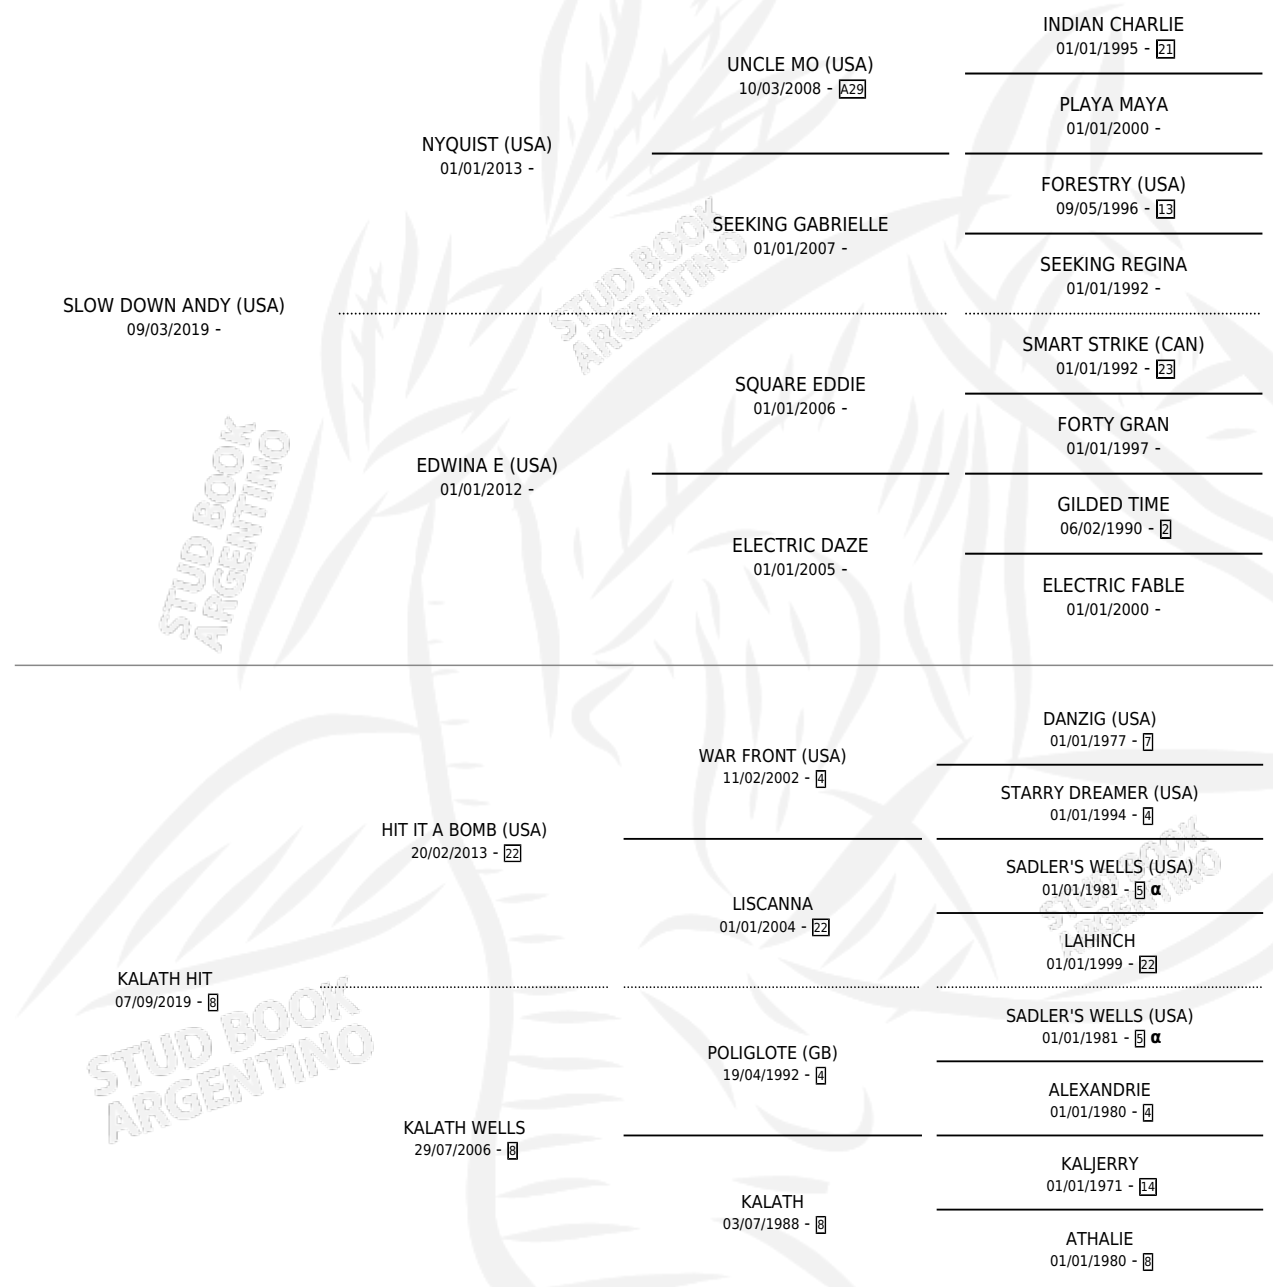 INDIAN CHARLIE
01/01/1995 - 21
UNCLE MO (USA)
10/03/2008 - A29
PLAYA MAYA
01/01/2000 -
NYQUIST (USA)
01/01/2013 -
FORESTRY (USA)
09/05/1996 - 13
SEEKING GABRIELLE
01/01/2007 -
SEEKING REGINA
01/01/1992 -
SLOW DOWN ANDY (USA)
09/03/2019 -
STUD BOOK
ARGENTINO
SMART STRIKE (CAN)
01/01/1992 - 23
SQUARE EDDIE
01/01/2006 -
FORTY GRAN
01/01/1997 -
EDWINA E (USA)
01/01/2012 -
GILDED TIME
06/02/1990 - 2
ELECTRIC DAZE
01/01/2005 -
ELECTRIC FABLE
01/01/2000 -
STUD BOOK
ARGENTINO
DANZIG (USA)
01/01/1977 - 7
WAR FRONT (USA)
11/02/2002 - 4
STARRY DREAMER (USA)
01/01/1994 - 4
HIT IT A BOMB (USA)
20/02/2013 - 22
SADLER'S WELLS (USA)
01/01/1981 - 5 α
LISCANNA
01/01/2004 - 22
STUD BOOK
ARGENTINO
LAHINCH
01/01/1999 - 22
KALATH HIT
07/09/2019 - 8
SADLER'S WELLS (USA)
01/01/1981 - 5 α
POLIGLOTE (GB)
19/04/1992 - 4
STUD BOOK
ARGENTINO
ALEXANDRIE
01/01/1980 - 4
KALATH WELLS
29/07/2006 - 8
KALJERRY
01/01/1971 - 14
KALATH
03/07/1988 - 8
ATHALIE
01/01/1980 - 8